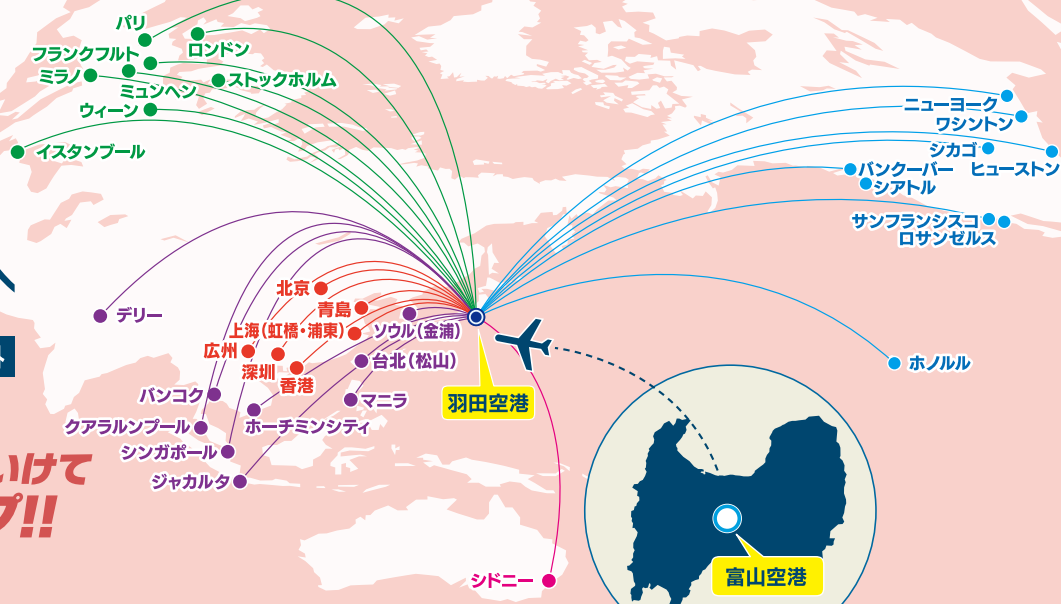 パリ
ロンドン
フランクフルト
ミラノ
ストックホルム
ミュンヘン
ウィーン
イスタンブール
ニューヨーク
ワシントン
シカゴ
バンクーバー
ヒューストン
シアトル
サンフランシスコ
ロサンゼルス
北京
青島
デリー
上海(虹橋・浦東)
ソウル(金浦)
広州
台北(松山)
深圳
香港
ホノルル
バンコク
マニラ
羽田空港
クアラルンプール
ホーチミンシティ
シンガポール
ジャカルタ
いけて
プ!!
シドニー
富山空港